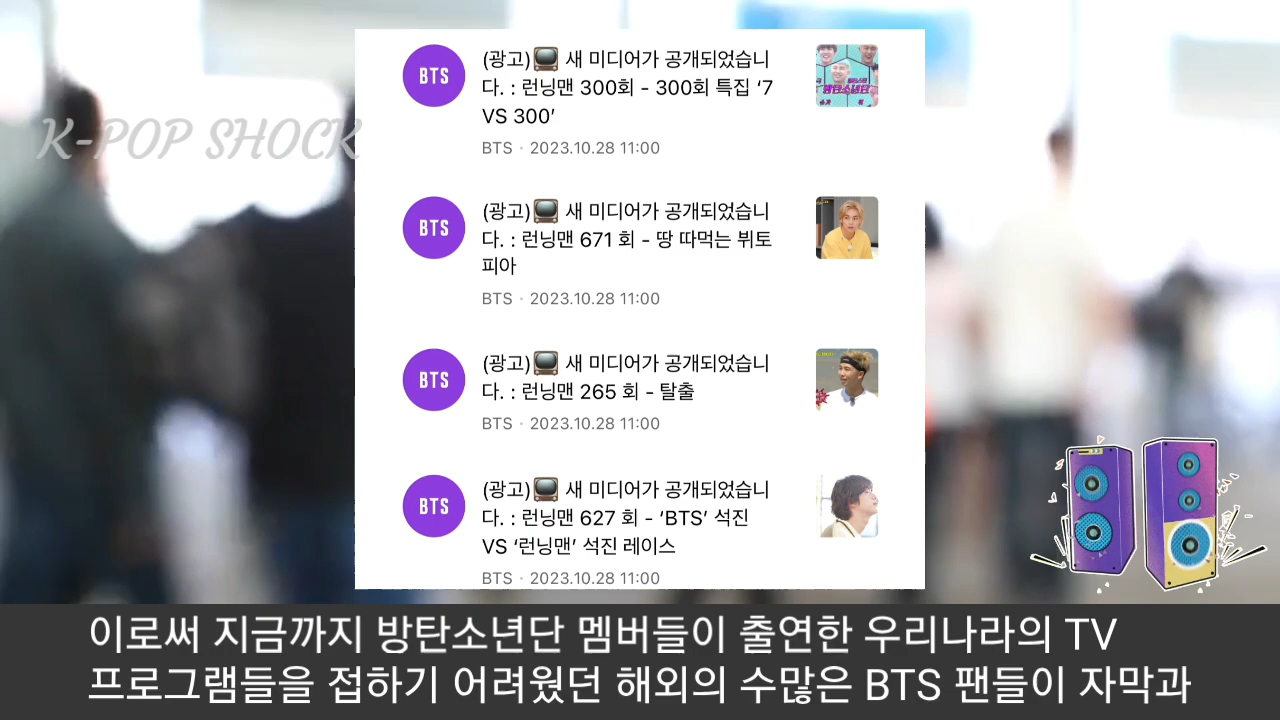 K-POP SHOCK
BTS
(광고)📺 새 미디어가 공개되었습니
다. : 런닝맨 300회 - 300회 특집 ‘7
VS 300’
BTS · 2023.10.28 11:00
방탄소년단
BTS
(광고)📺 새 미디어가 공개되었습니
다. : 런닝맨 671 회 - 땅 따먹는 뷔토
피아
BTS · 2023.10.28 11:00
BTS
(광고)📺 새 미디어가 공개되었습니
다. : 런닝맨 265 회 - 탈출
BTS · 2023.10.28 11:00
BTS
(광고)📺 새 미디어가 공개되었습니
다. : 런닝맨 627 회 - ‘BTS’ 석진
VS ‘런닝맨’ 석진 레이스
BTS · 2023.10.28 11:00
이로써 지금까지 방탄소년단 멤버들이 출연한 우리나라의 TV
프로그램들을 접하기 어려웠던 해외의 수많은 BTS 팬들이 자막과